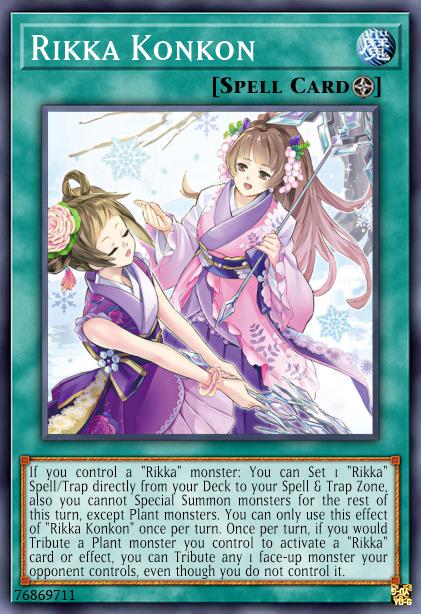 Rikka Konkon
[Spell Card]
If you control a "Rikka" monster: You can Set 1 "Rikka"
Spell/Trap directly from your Deck to your Spell & Trap Zone,
also you cannot Special Summon monsters for the rest of
this turn, except Plant monsters. You can only use this effect
of "Rikka Konkon" once per turn. Once per turn, if you would
Tribute a Plant monster you control to activate a "Rikka"
card or effect, you can Tribute any 1 face-up monster your
opponent controls, even though you do not control it.
76869711